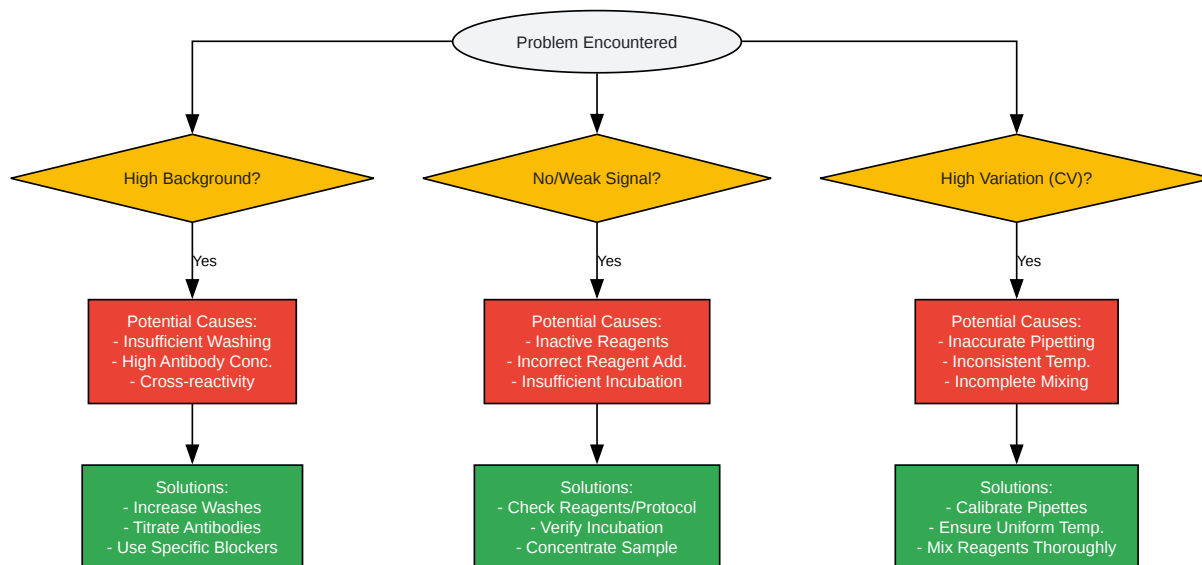 Problem Encountered
High Background?
No/Weak Signal?
High Variation (CV)?
Yes
Yes
Yes
Potential Causes:
- Insufficient Washing
- High Antibody Conc.
- Cross-reactivity
Potential Causes:
- Inactive Reagents
- Incorrect Reagent Add.
- Insufficient Incubation
Potential Causes:
- Inaccurate Pipetting
- Inconsistent Temp.
- Incomplete Mixing
Solutions:
- Increase Washes
- Titrate Antibodies
- Use Specific Blockers
Solutions:
- Check Reagents/Protocol
- Verify Incubation
- Concentrate Sample
Solutions:
- Calibrate Pipettes
- Ensure Uniform Temp.
- Mix Reagents Thoroughly